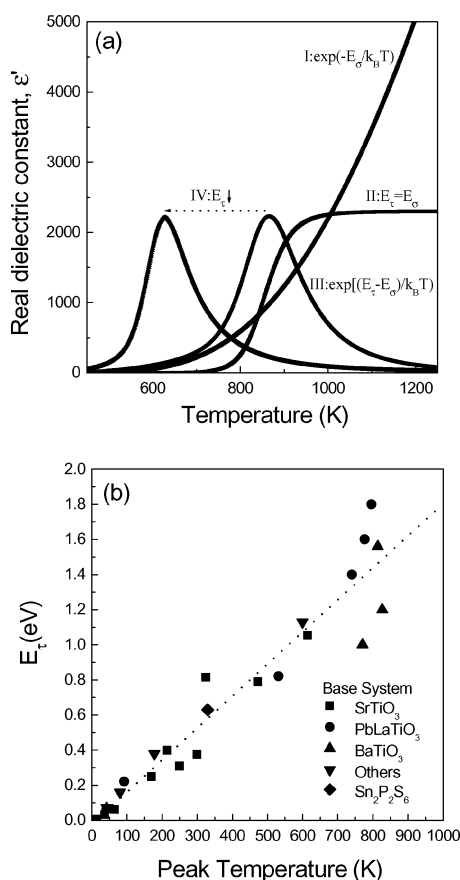 (a)
5000
4000
3000
2000
1000
0
Real dielectric constant, ε'
I:exp(-Eσ/kBT)
IV:Eτ↓
II:Eτ=Eσ
III:exp[(Eτ-Eσ)/kBT)
600
800
1000
1200
Temperature (K)
(b)
2.0
1.8
1.6
1.4
1.2
1.0
0.8
0.6
0.4
0.2
0.0
Eτ(eV)
Base System
SrTiO3
PbLaTiO3
BaTiO3
Others
Sn2P2S6
0 100 200 300 400 500 600 700 800 900 1000
Peak Temperature (K)